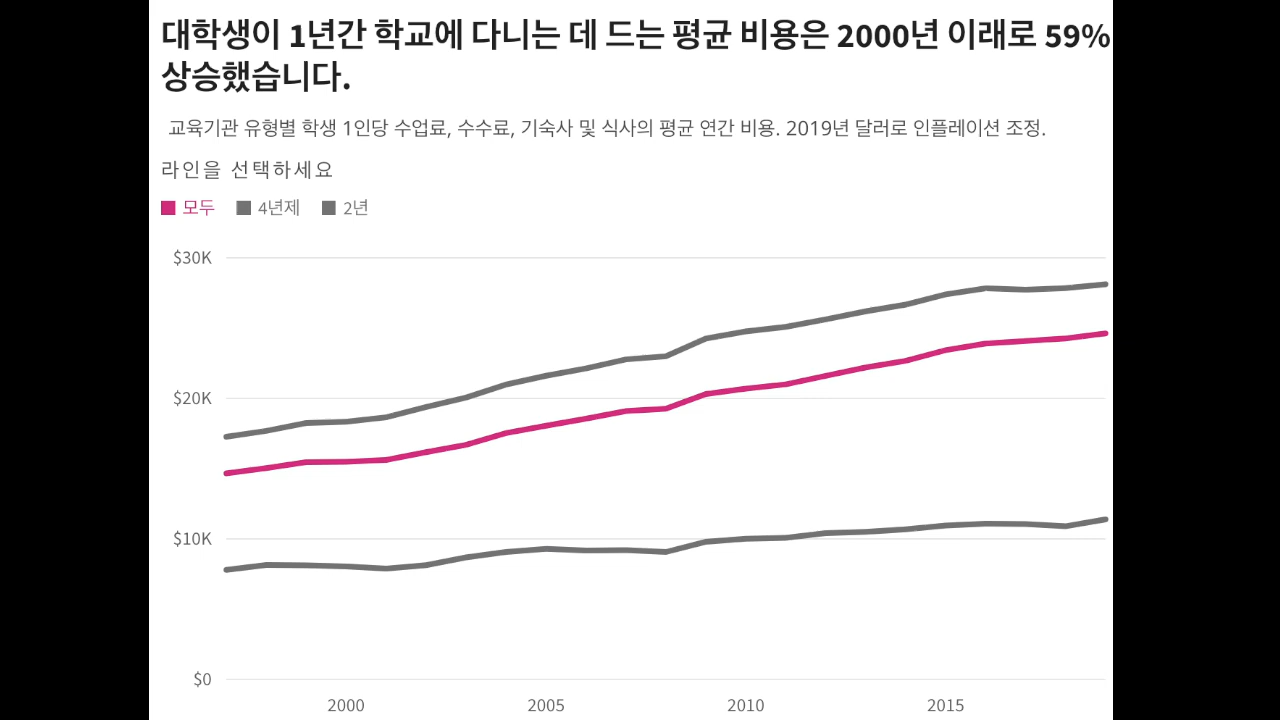 대학생이 1년간 학교에 다니는 데 드는 평균 비용은 2000년 이래로 59%
상승했습니다.
교육기관 유형별 학생 1인당 수업료, 수수료, 기숙사 및 식사의 평균 연간 비용. 2019년 달러로 인플레이션 조정.
라인을 선택하세요
모두 4년제 2년
$30K
$20K
$10K
$0
2000 2005 2010 2015